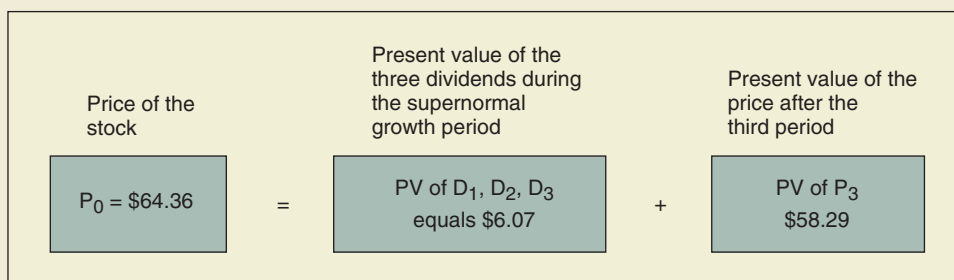 Price of the
stock
Present value of the
three dividends during
the supernormal
growth period
Present value of the
price after the
third period
P₀ = $64.36
=
PV of D₁, D₂, D₃
equals $6.07
+
PV of P₃
$58.29